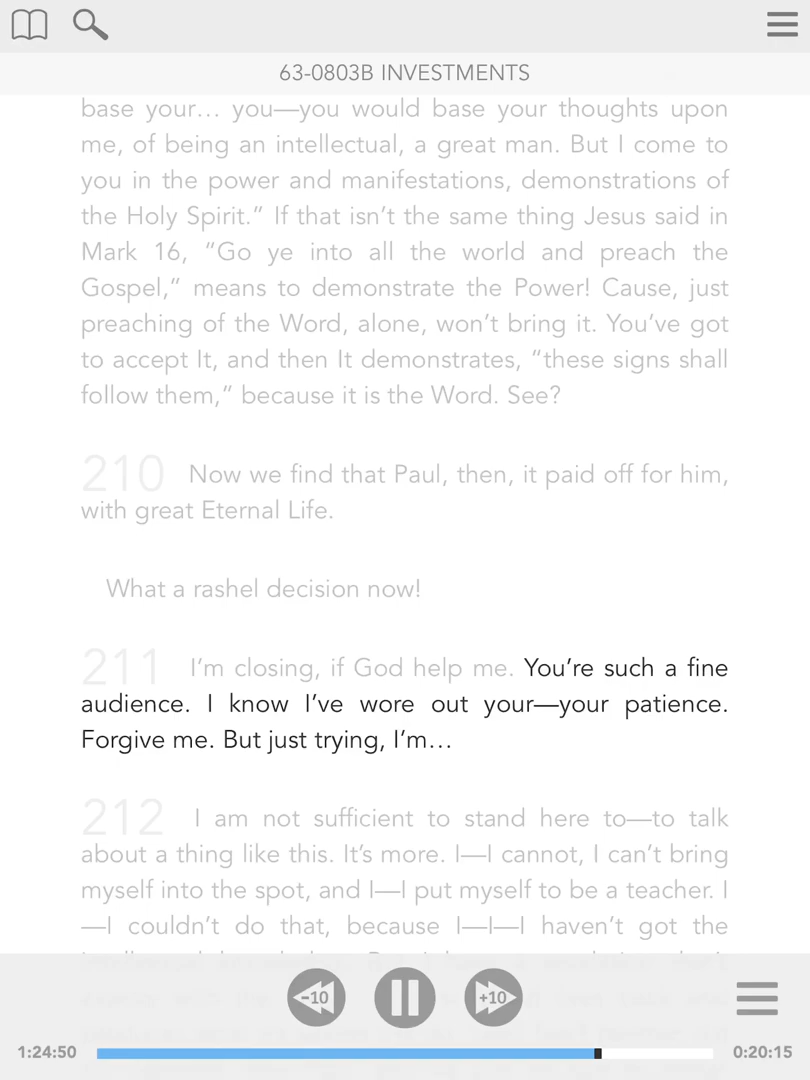 63-0803B INVESTMENTS
base your… you—you would base your thoughts upon
me, of being an intellectual, a great man. But I come to
you in the power and manifestations, demonstrations of
the Holy Spirit.” If that isn’t the same thing Jesus said in
Mark 16, “Go ye into all the world and preach the
Gospel,” means to demonstrate the Power! Cause, just
preaching of the Word, alone, won’t bring it. You’ve got
to accept It, and then It demonstrates, “these signs shall
follow them,” because it is the Word. See?
210 Now we find that Paul, then, it paid off for him,
with great Eternal Life.
What a rashel decision now!
211 I’m closing, if God help me. You’re such a fine
audience. I know I’ve wore out your—your patience.
Forgive me. But just trying, I’m…
212 I am not sufficient to stand here to—to talk
about a thing like this. It’s more. I—I cannot, I can’t bring
myself into the spot, and I—I put myself to be a teacher. I
—I couldn’t do that, because I—I—I haven’t got the
-10 +10
1:24:50 0:20:15